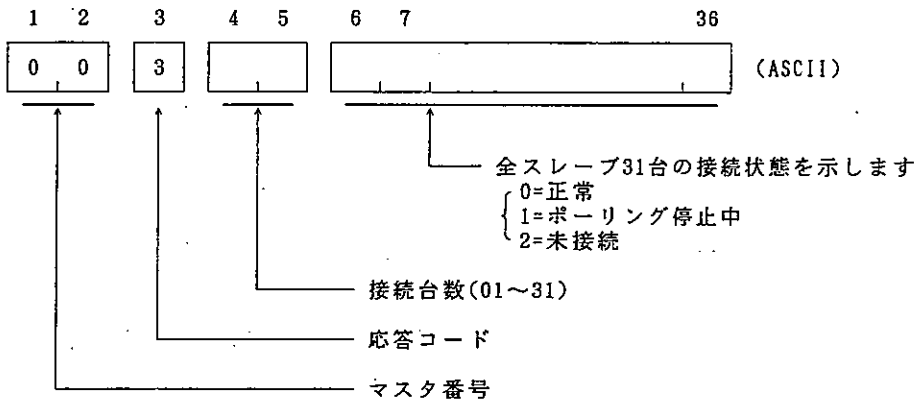 1 2 3 4 5 6 7 36
0 0 3 (ASCII)
全スレーブ31台の接続状態を示します
0=正常
1=ポーリング停止中
2=未接続
接続台数(01～31)
応答コード
マスタ番号